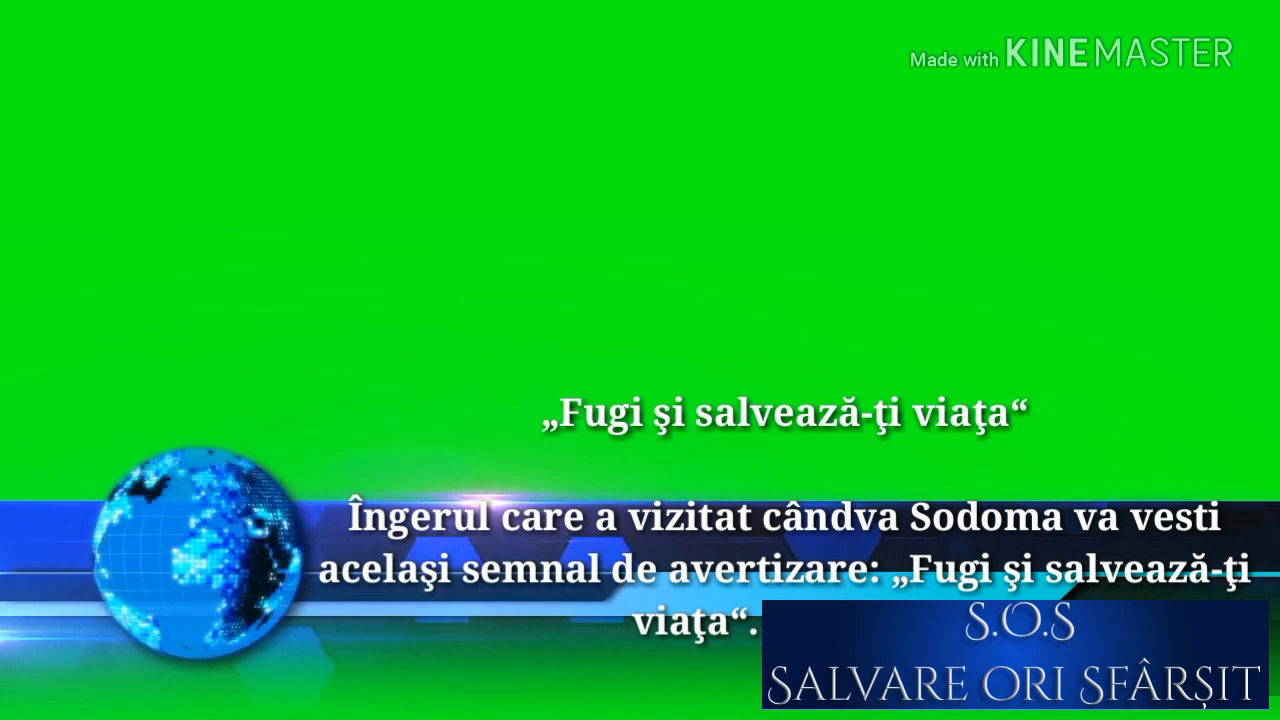 Made with KINEMASTER
„Fugi şi salvează-ţi viaţa“
Îngerul care a vizitat cândva Sodoma va vesti
acelaşi semnal de avertizare: „Fugi şi salvează-ţi
viaţa“.
S.O.S
SALVARE ORI SFÂRȘIT